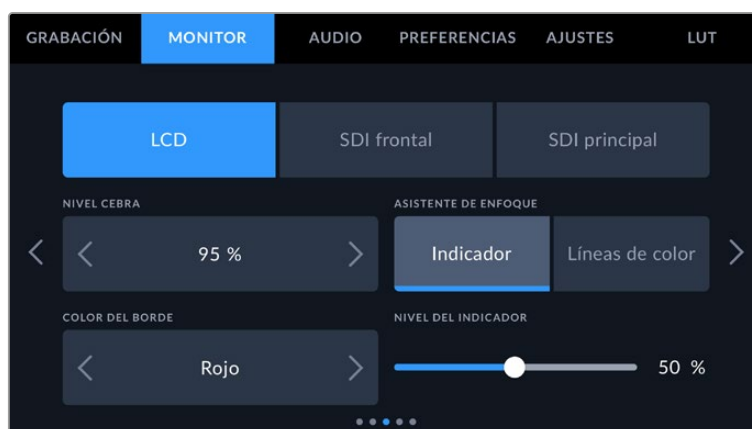 GRABACIÓN MONITOR AUDIO PREFERENCIAS AJUSTES LUT
LCD SDI frontal SDI principal
NIVEL CEBRA ASISTENTE DE ENFOQUE
95 % Indicador Líneas de color
COLOR DEL BORDE NIVEL DEL INDICADOR
Rojo 50 %